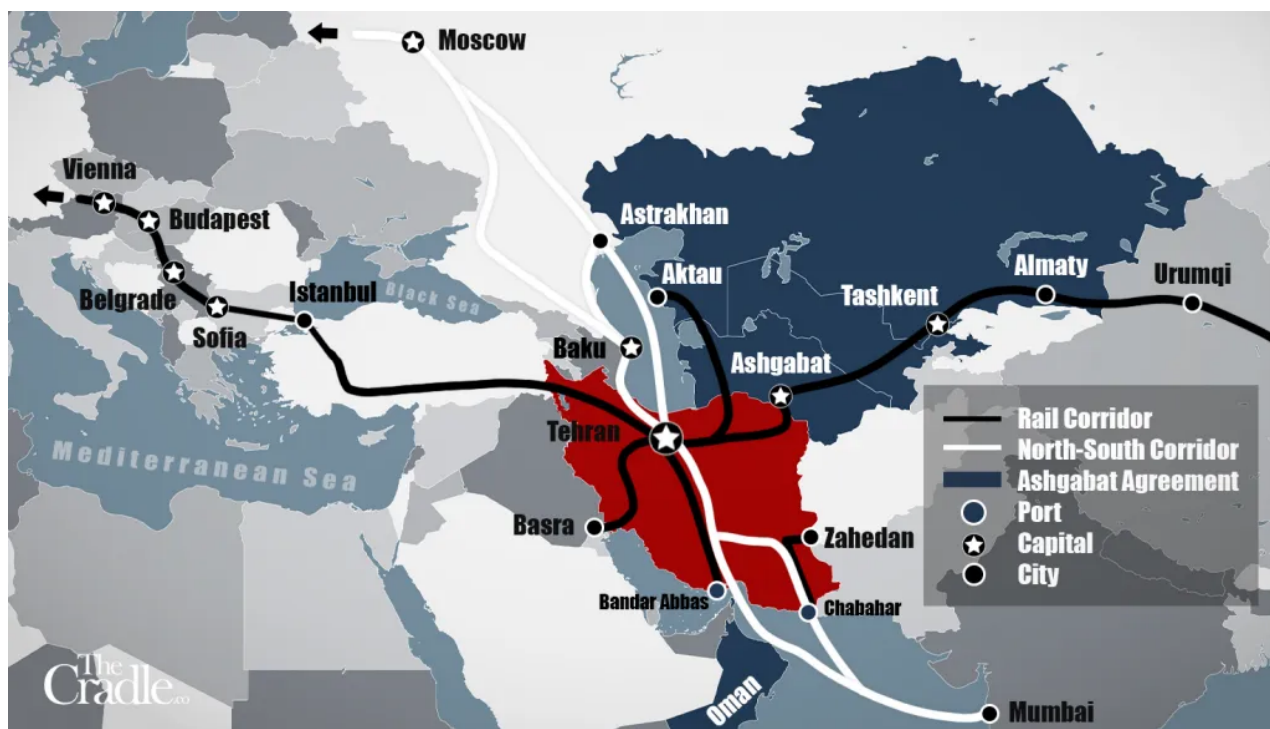 Moscow
Vienna
Budapest
Astrakhan
Aktau
Almaty
Urumqi
Belgrade
Istanbul
Black Sea
Tashkent
Sofia
Baku
Ashgabat
Tehran
Mediterranean Sea
Basra
Zahedan
Bandar Abbas
Chabahar
Oman
Mumbai
Rail Corridor
North-South Corridor
Ashgabat Agreement
Port
Capital
City
The
Cradle.co